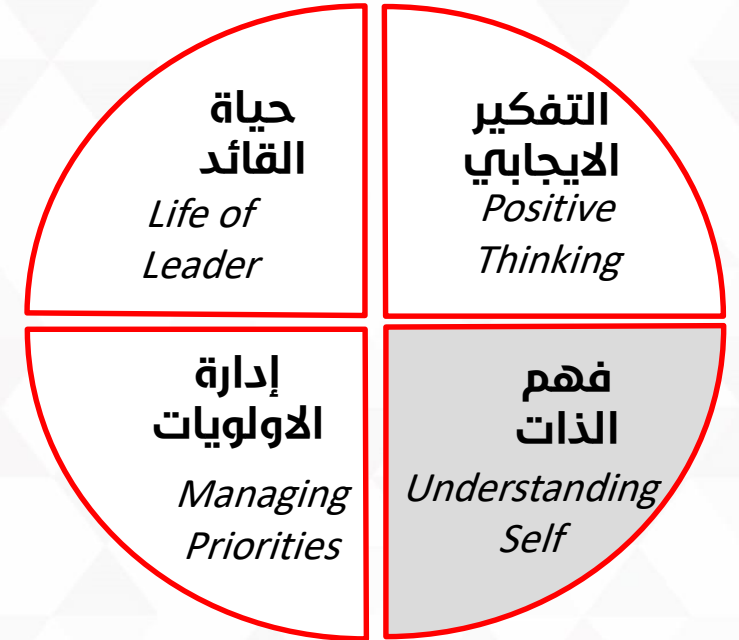 حياة
القائد
Life of
Leader
التفكير
الايجابي
Positive
Thinking
إدارة
الاولويات
Managing
Priorities
فهم
الذات
Understanding
Self